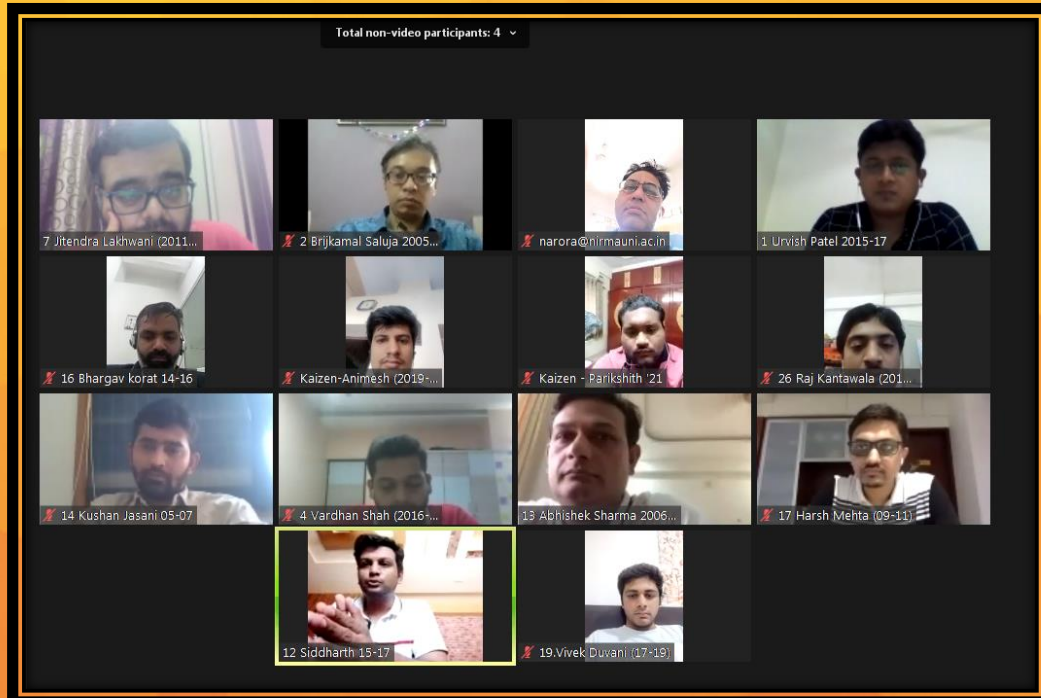 Total non-video participants: 4
7 Jitendra Lakhwani (2011...
2 Brijkamal Saluja 2005...
narora@nirmauni.ac.in
1 Urvish Patel 2015-17
16 Bhargav korat 14-16
Kaizen-Animesh (2019-...
Kaizen - Parikshith '21
26 Raj Kantawala (201...
14 Kushan Jasani 05-07
4 Vardhan Shah (2016-...
13 Abhishek Sharma 2006...
17 Harsh Mehta (09-11)
12 Siddharth 15-17
19.Vivek Duvani (17-19)